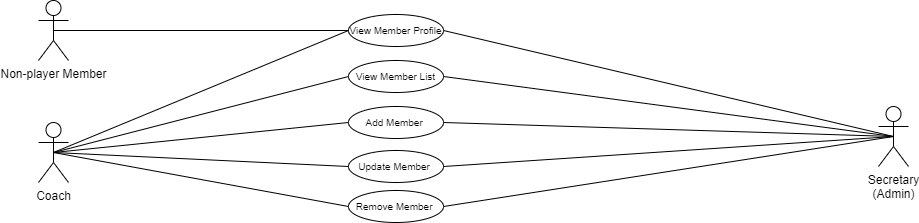 View Member Profile
Non-player Member
View Member List
Add Member
Update Member
Secretary
(Admin)
Coach
Remove Member